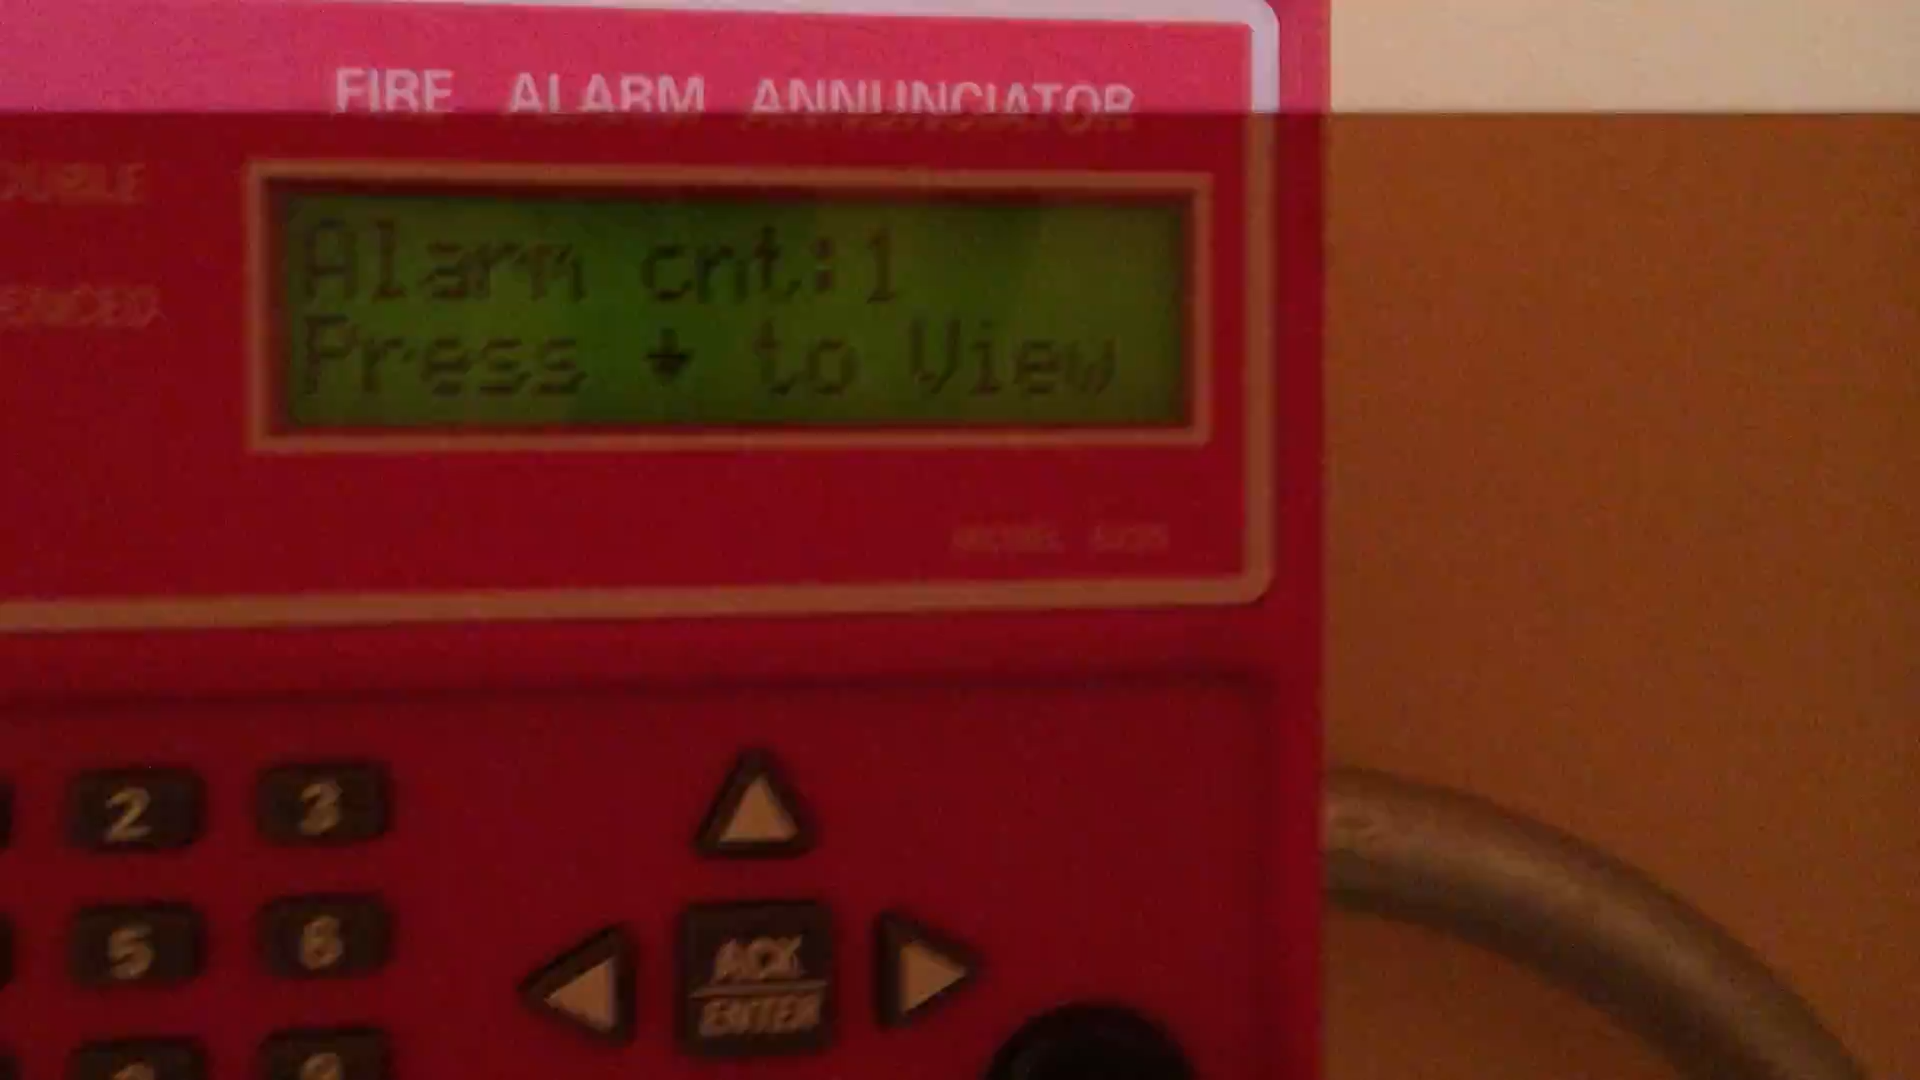 FIRE ALARM ANNUNCIATOR
Alarm cnt:1
Press ↓ to View
2 3
5 6
ACK
ENTER